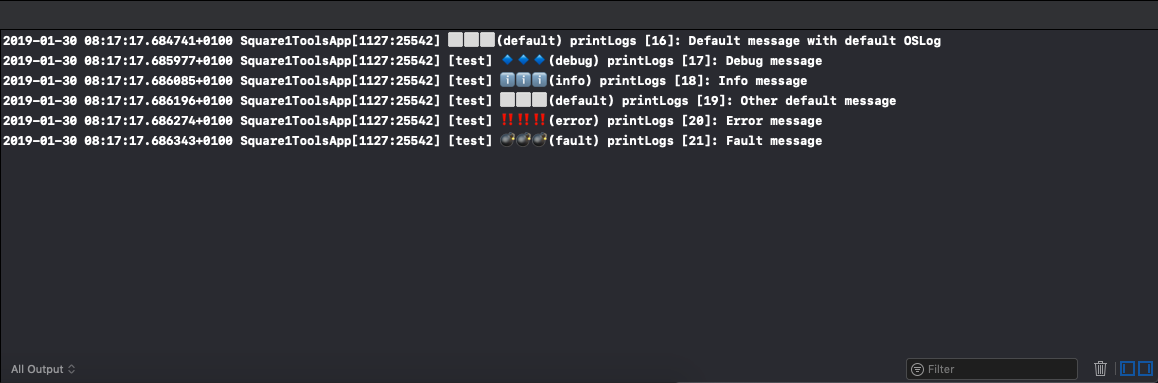 2019-01-30 08:17:17.684741+0100 Square1ToolsApp[1127:25542] ⬜⬜⬜(default) printLogs [16]: Default message with default OSLog
2019-01-30 08:17:17.685977+0100 Square1ToolsApp[1127:25542] [test] 🔹🔹🔹(debug) printLogs [17]: Debug message
2019-01-30 08:17:17.686085+0100 Square1ToolsApp[1127:25542] [test] ℹ️ℹ️ℹ️(info) printLogs [18]: Info message
2019-01-30 08:17:17.686196+0100 Square1ToolsApp[1127:25542] [test] ⬜⬜⬜(default) printLogs [19]: Other default message
2019-01-30 08:17:17.686274+0100 Square1ToolsApp[1127:25542] [test] ‼️‼️‼️(error) printLogs [20]: Error message
2019-01-30 08:17:17.686343+0100 Square1ToolsApp[1127:25542] [test] 💣💣💣(fault) printLogs [21]: Fault message
All Output
Filter